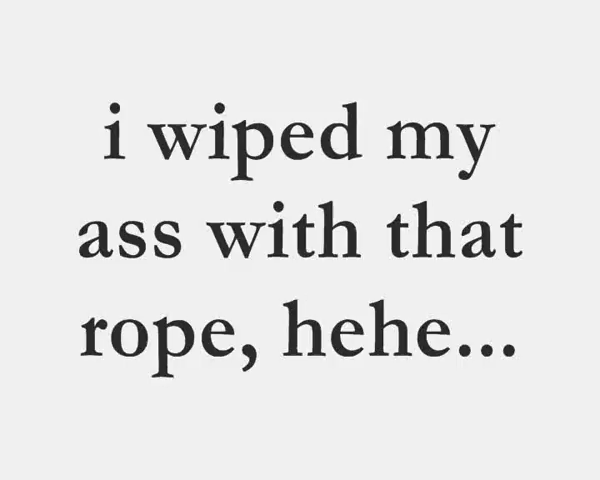 i wiped my
ass with that
rope, hehe...